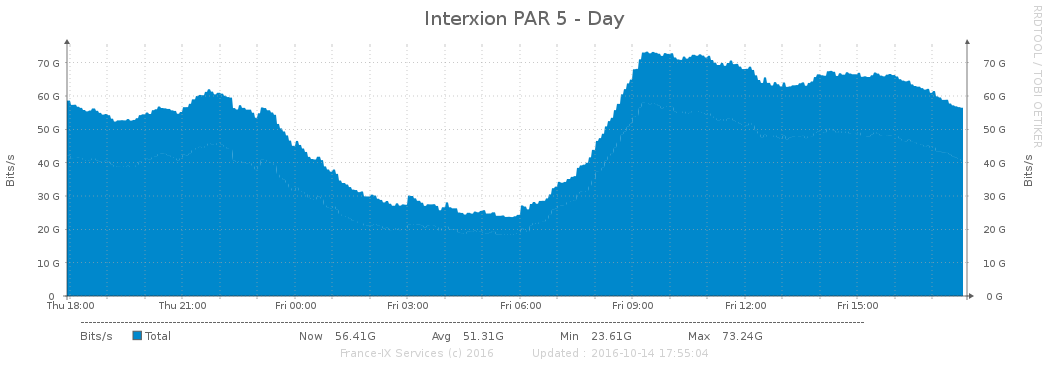 Interxion PAR 5 - Day
RRDTOOL / TOBI OETIKER
Bits/s
70 G 70 G
60 G 60 G
50 G 50 G
40 G 40 G
30 G 30 G
20 G 20 G
10 G 10 G
0 0 G
Bits/s
Thu 18:00 Thu 21:00 Fri 00:00 Fri 03:00 Fri 06:00 Fri 09:00 Fri 12:00 Fri 15:00
Bits/s Total Now 56.41G Avg 51.31G Min 23.61G Max 73.24G
France-IX Services (c) 2016 Updated : 2016-10-14 17:55:04